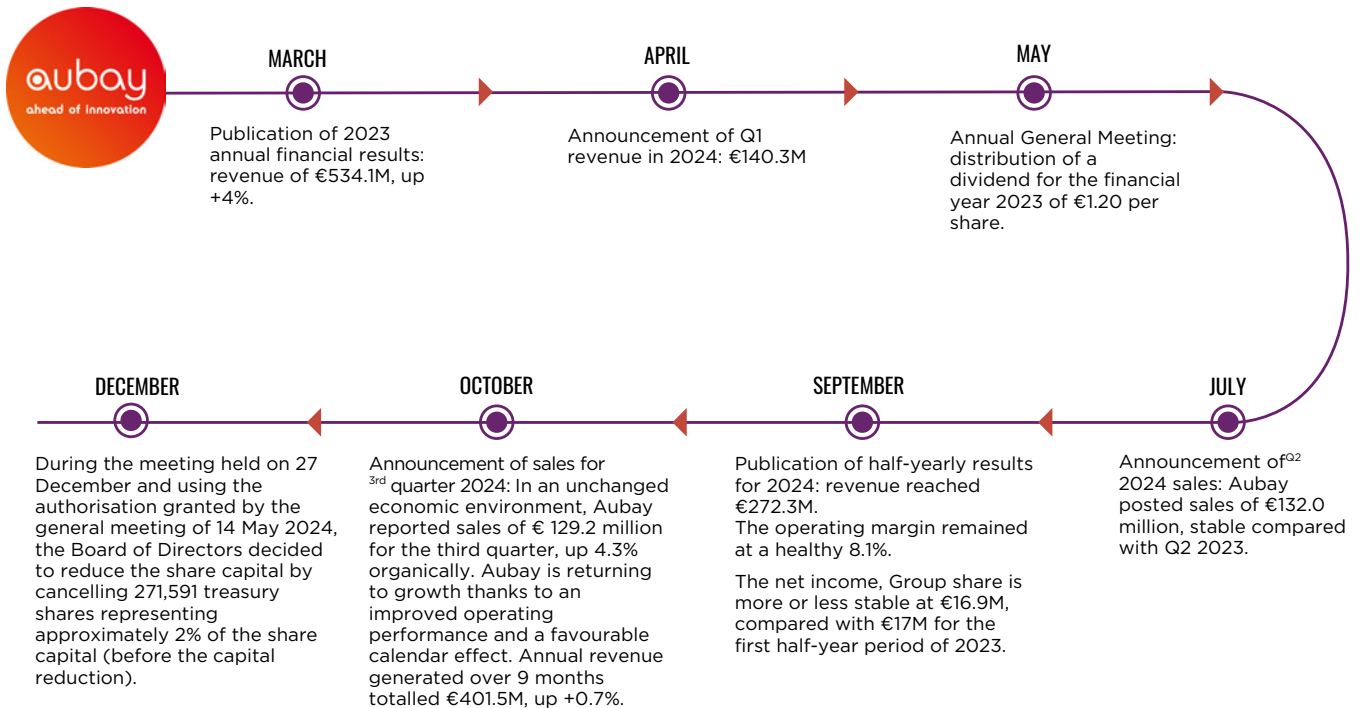 aubay
ahead of innovation
MARCH
Publication of 2023
annual financial results:
revenue of €534.1M, up
+4%.
APRIL
Announcement of Q1
revenue in 2024: €140.3M
MAY
Annual General Meeting:
distribution of a
dividend for the financial
year 2023 of €1.20 per
share.
JULY
Announcement of Q2
2024 sales: Aubay
posted sales of €132.0
million, stable compared
with Q2 2023.
SEPTEMBER
Publication of half-yearly results
for 2024: revenue reached
€272.3M.
The operating margin remained
at a healthy 8.1%.
The net income, Group share is
more or less stable at €16.9M,
compared with €17M for the
first half-year period of 2023.
OCTOBER
Announcement of sales for
3rd quarter 2024: In an unchanged
economic environment, Aubay
reported sales of € 129.2 million
for the third quarter, up 4.3%
organically. Aubay is returning
to growth thanks to an
improved operating
performance and a favourable
calendar effect. Annual revenue
generated over 9 months
totalled €401.5M, up +0.7%.
DECEMBER
During the meeting held on 27
December and using the
authorisation granted by the
general meeting of 14 May 2024,
the Board of Directors decided
to reduce the share capital by
cancelling 271,591 treasury
shares representing
approximately 2% of the share
capital (before the capital
reduction).